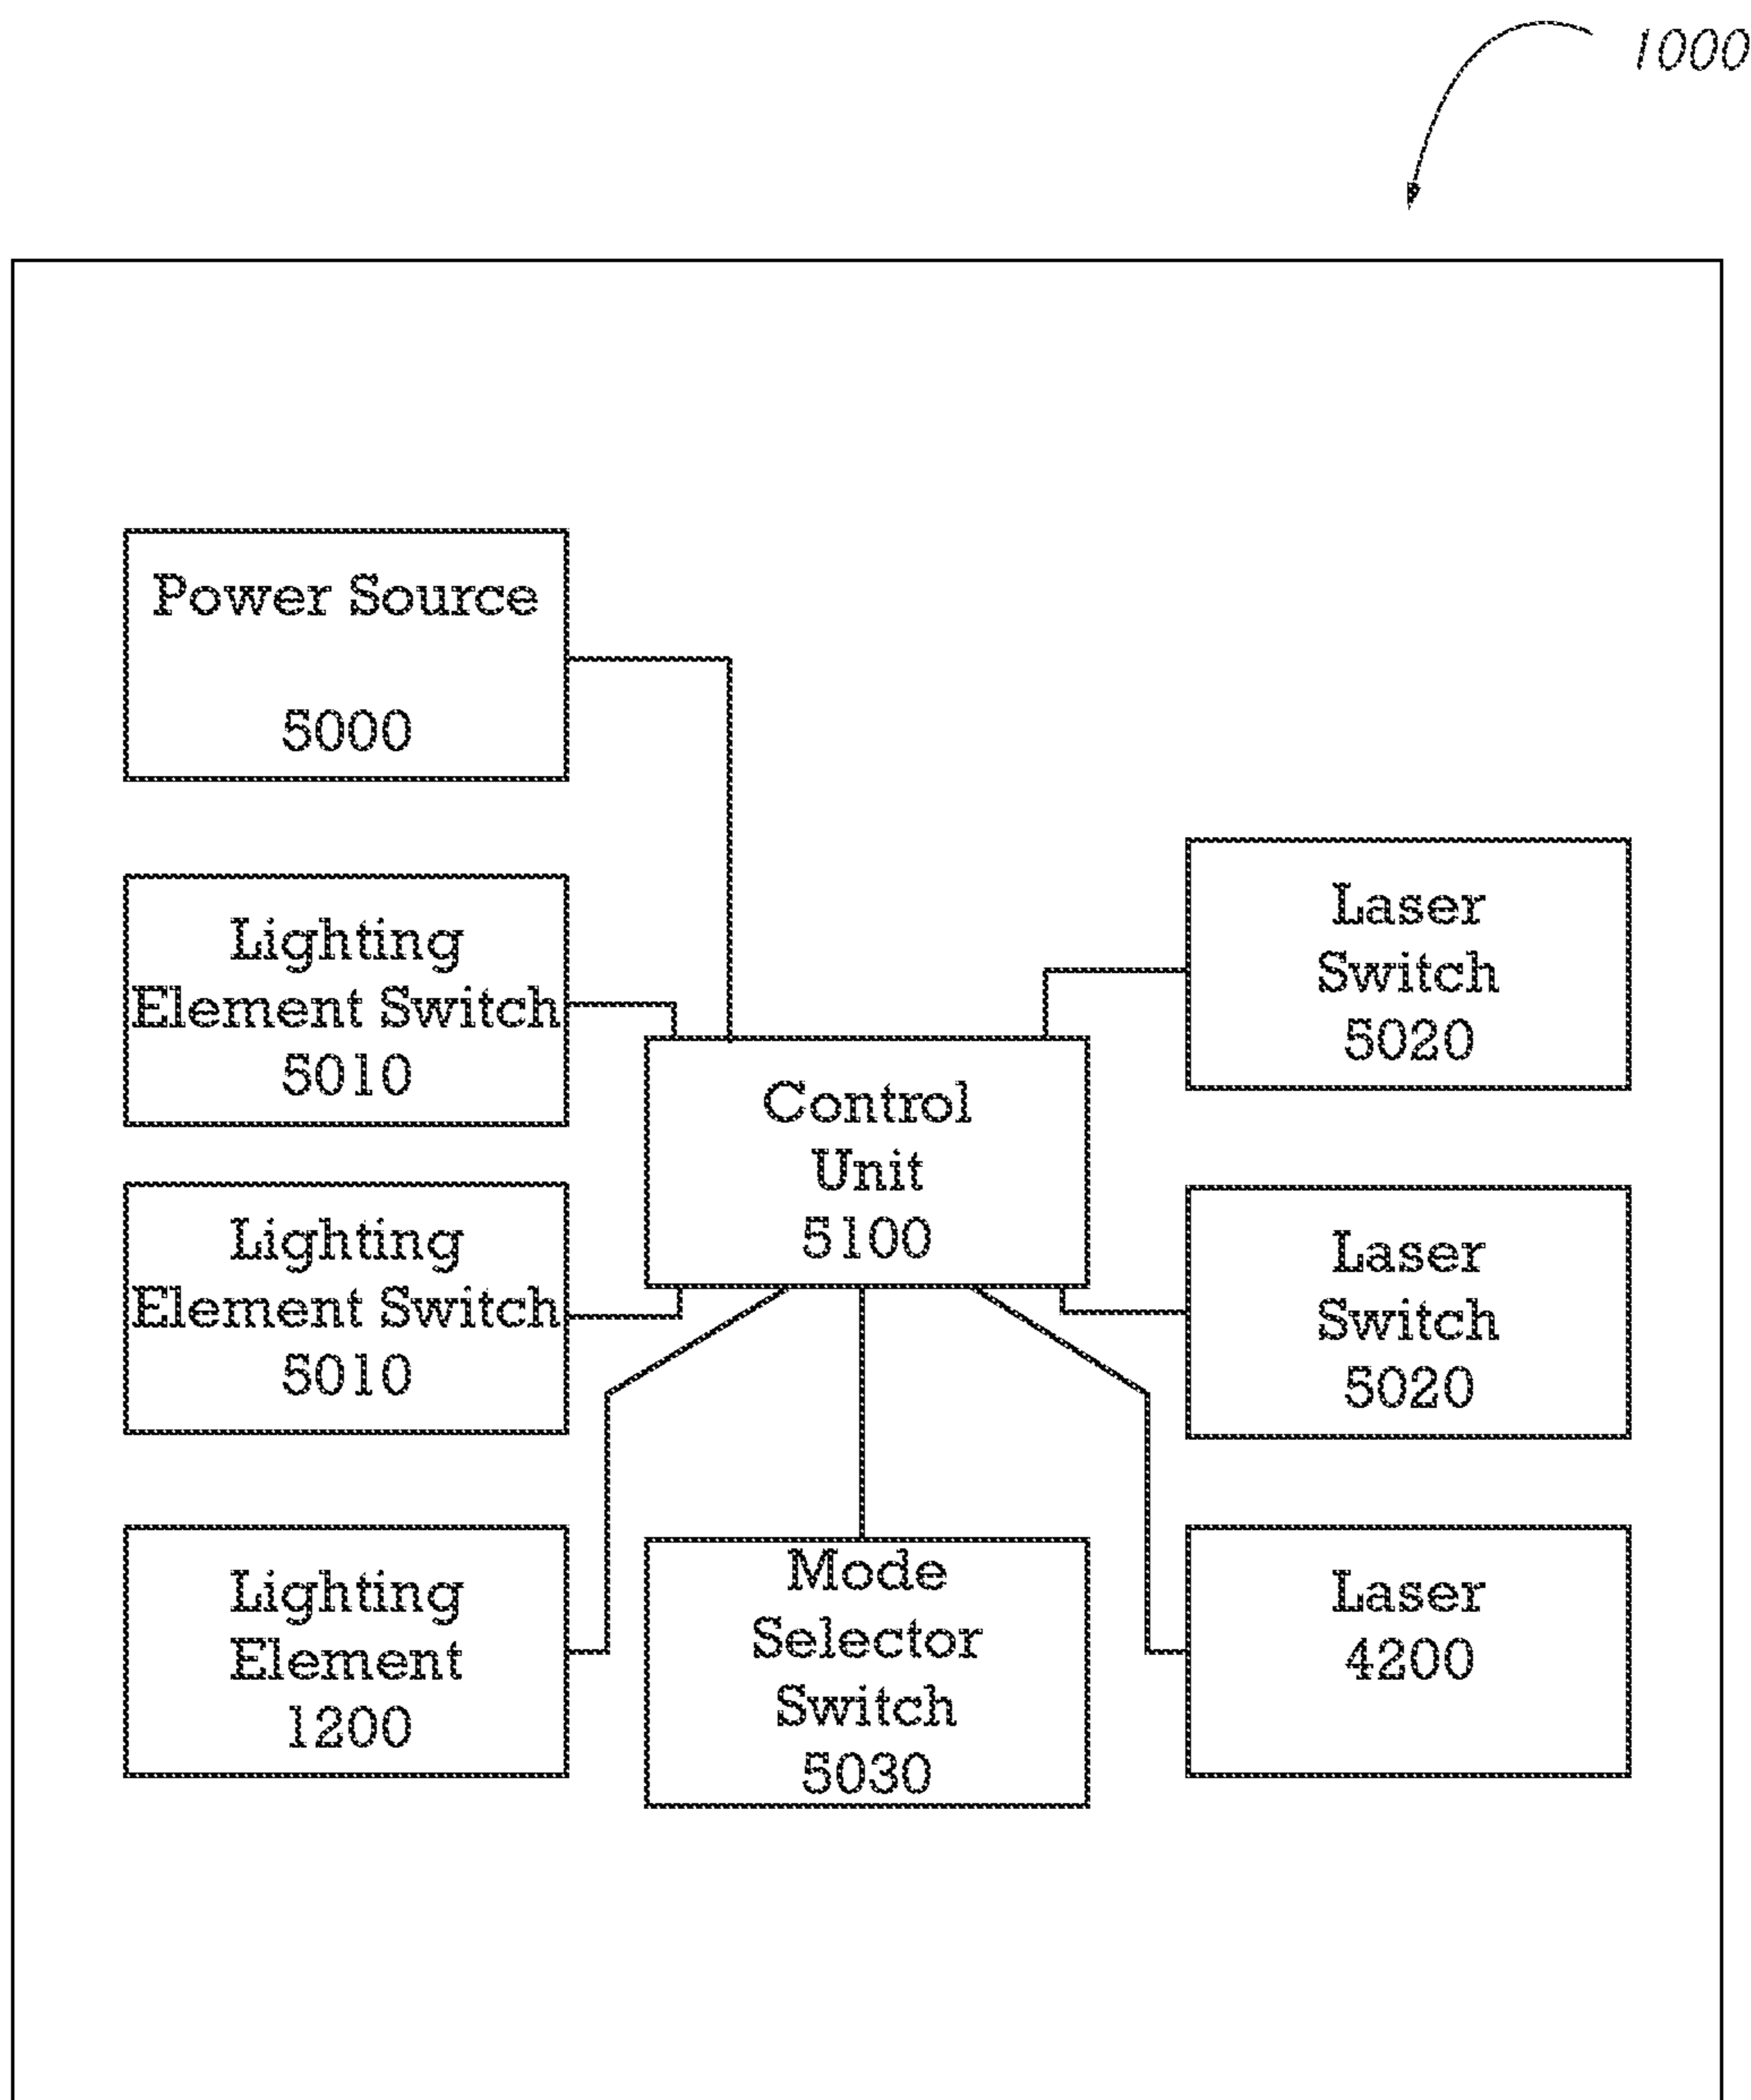 1000
Power Source
5000
Lighting
Element Switch
5010
Lighting
Element Switch
5010
Lighting
Element
1200
Control
Unit
5100
Mode
Selector
Switch
5030
Laser
Switch
5020
Laser
Switch
5020
Laser
4200